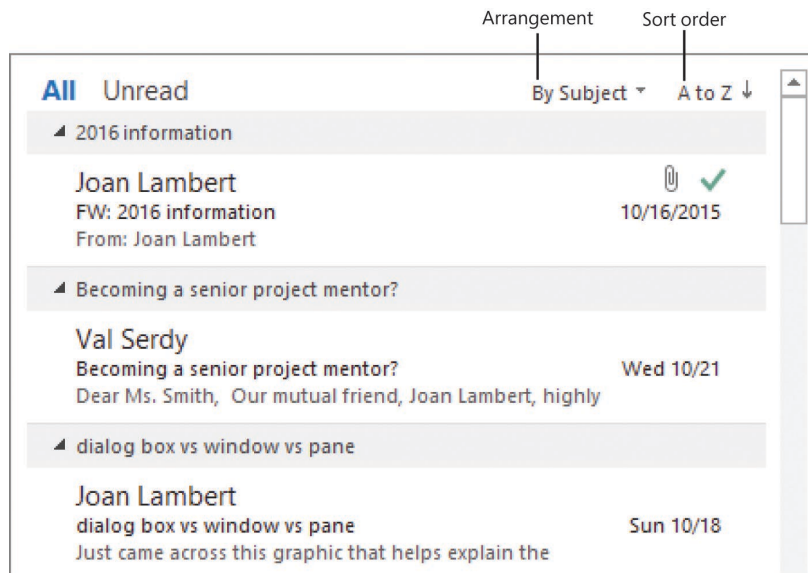 Arrangement Sort order
All Unread By Subject A to Z
2016 information
Joan Lambert
FW: 2016 information 10/16/2015
From: Joan Lambert
Becoming a senior project mentor?
Val Serdy
Becoming a senior project mentor? Wed 10/21
Dear Ms. Smith, Our mutual friend, Joan Lambert, highly
dialog box vs window vs pane
Joan Lambert
dialog box vs window vs pane Sun 10/18
Just came across this graphic that helps explain the